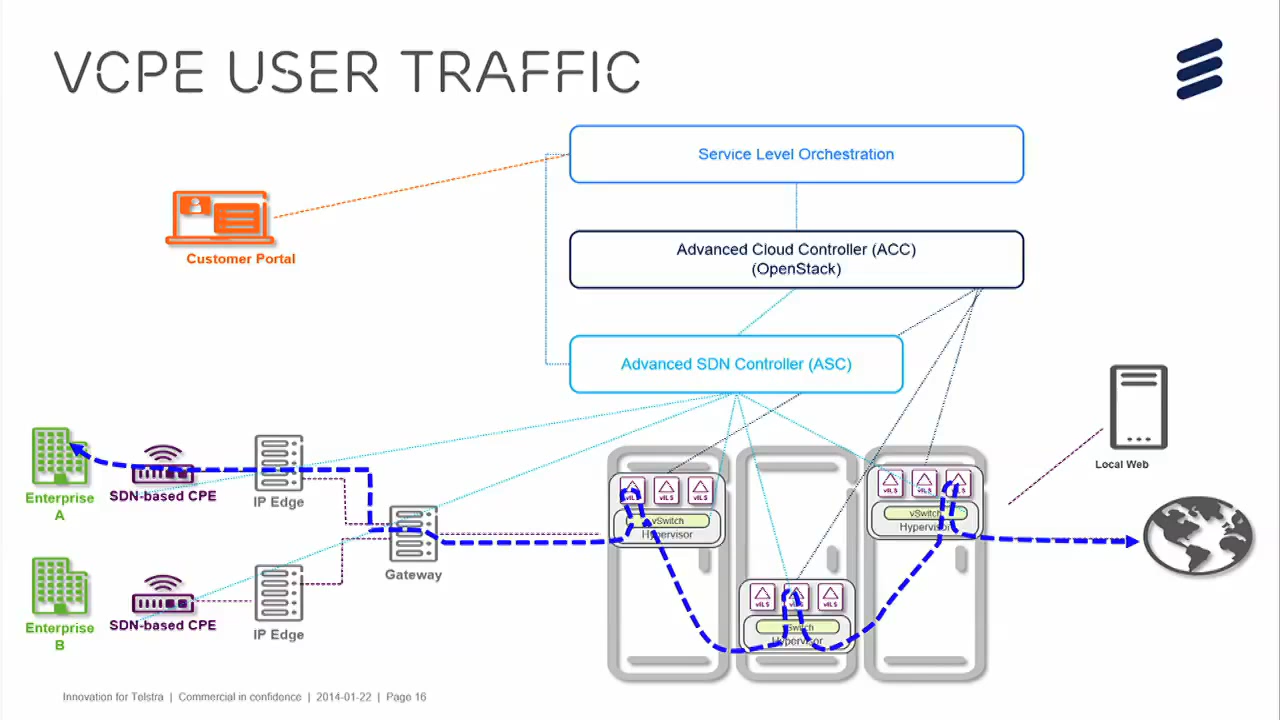 VCPE USER TRAFFIC
Service Level Orchestration
Customer Portal
Advanced Cloud Controller (ACC)
(OpenStack)
Advanced SDN Controller (ASC)
Local Web
Enterprise
A
SDN-based CPE
IP Edge
Gateway
vSwitch
Hypervisor
vSwitch
Hypervisor
vSwitch
Hypervisor
Enterprise
B
SDN-based CPE
IP Edge
Innovation for Telstra | Commercial in confidence | 2014-01-22 | Page 16